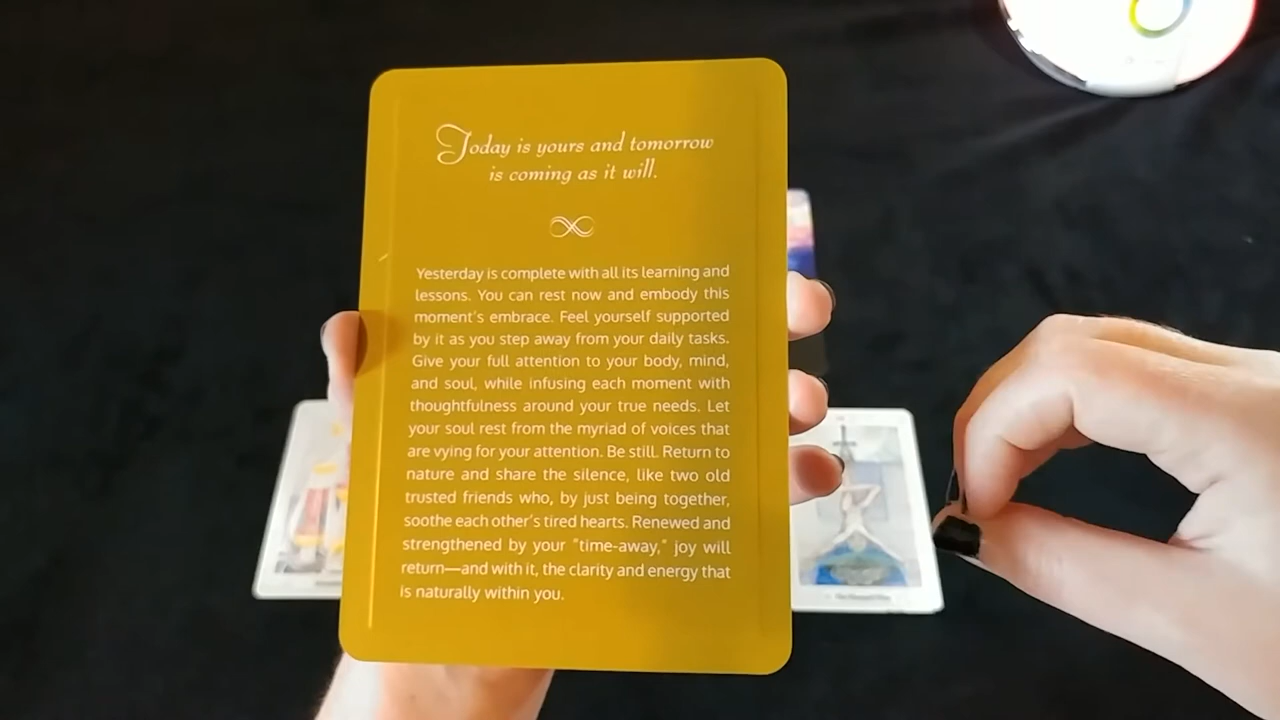 Today is yours and tomorrow
is coming as it will.
Yesterday is complete with all its learning and
lessons. You can rest now and embody this
moment's embrace. Feel yourself supported
by it as you step away from your daily tasks.
Give your full attention to your body, mind,
and soul, while infusing each moment with
thoughtfulness around your true needs. Let
your soul rest from the myriad of voices that
are vying for your attention. Be still. Return to
nature and share the silence, like two old
trusted friends who, by just being together,
soothe each other's tired hearts. Renewed and
strengthened by your "time-away," joy will
return—and with it, the clarity and energy that
is naturally within you.